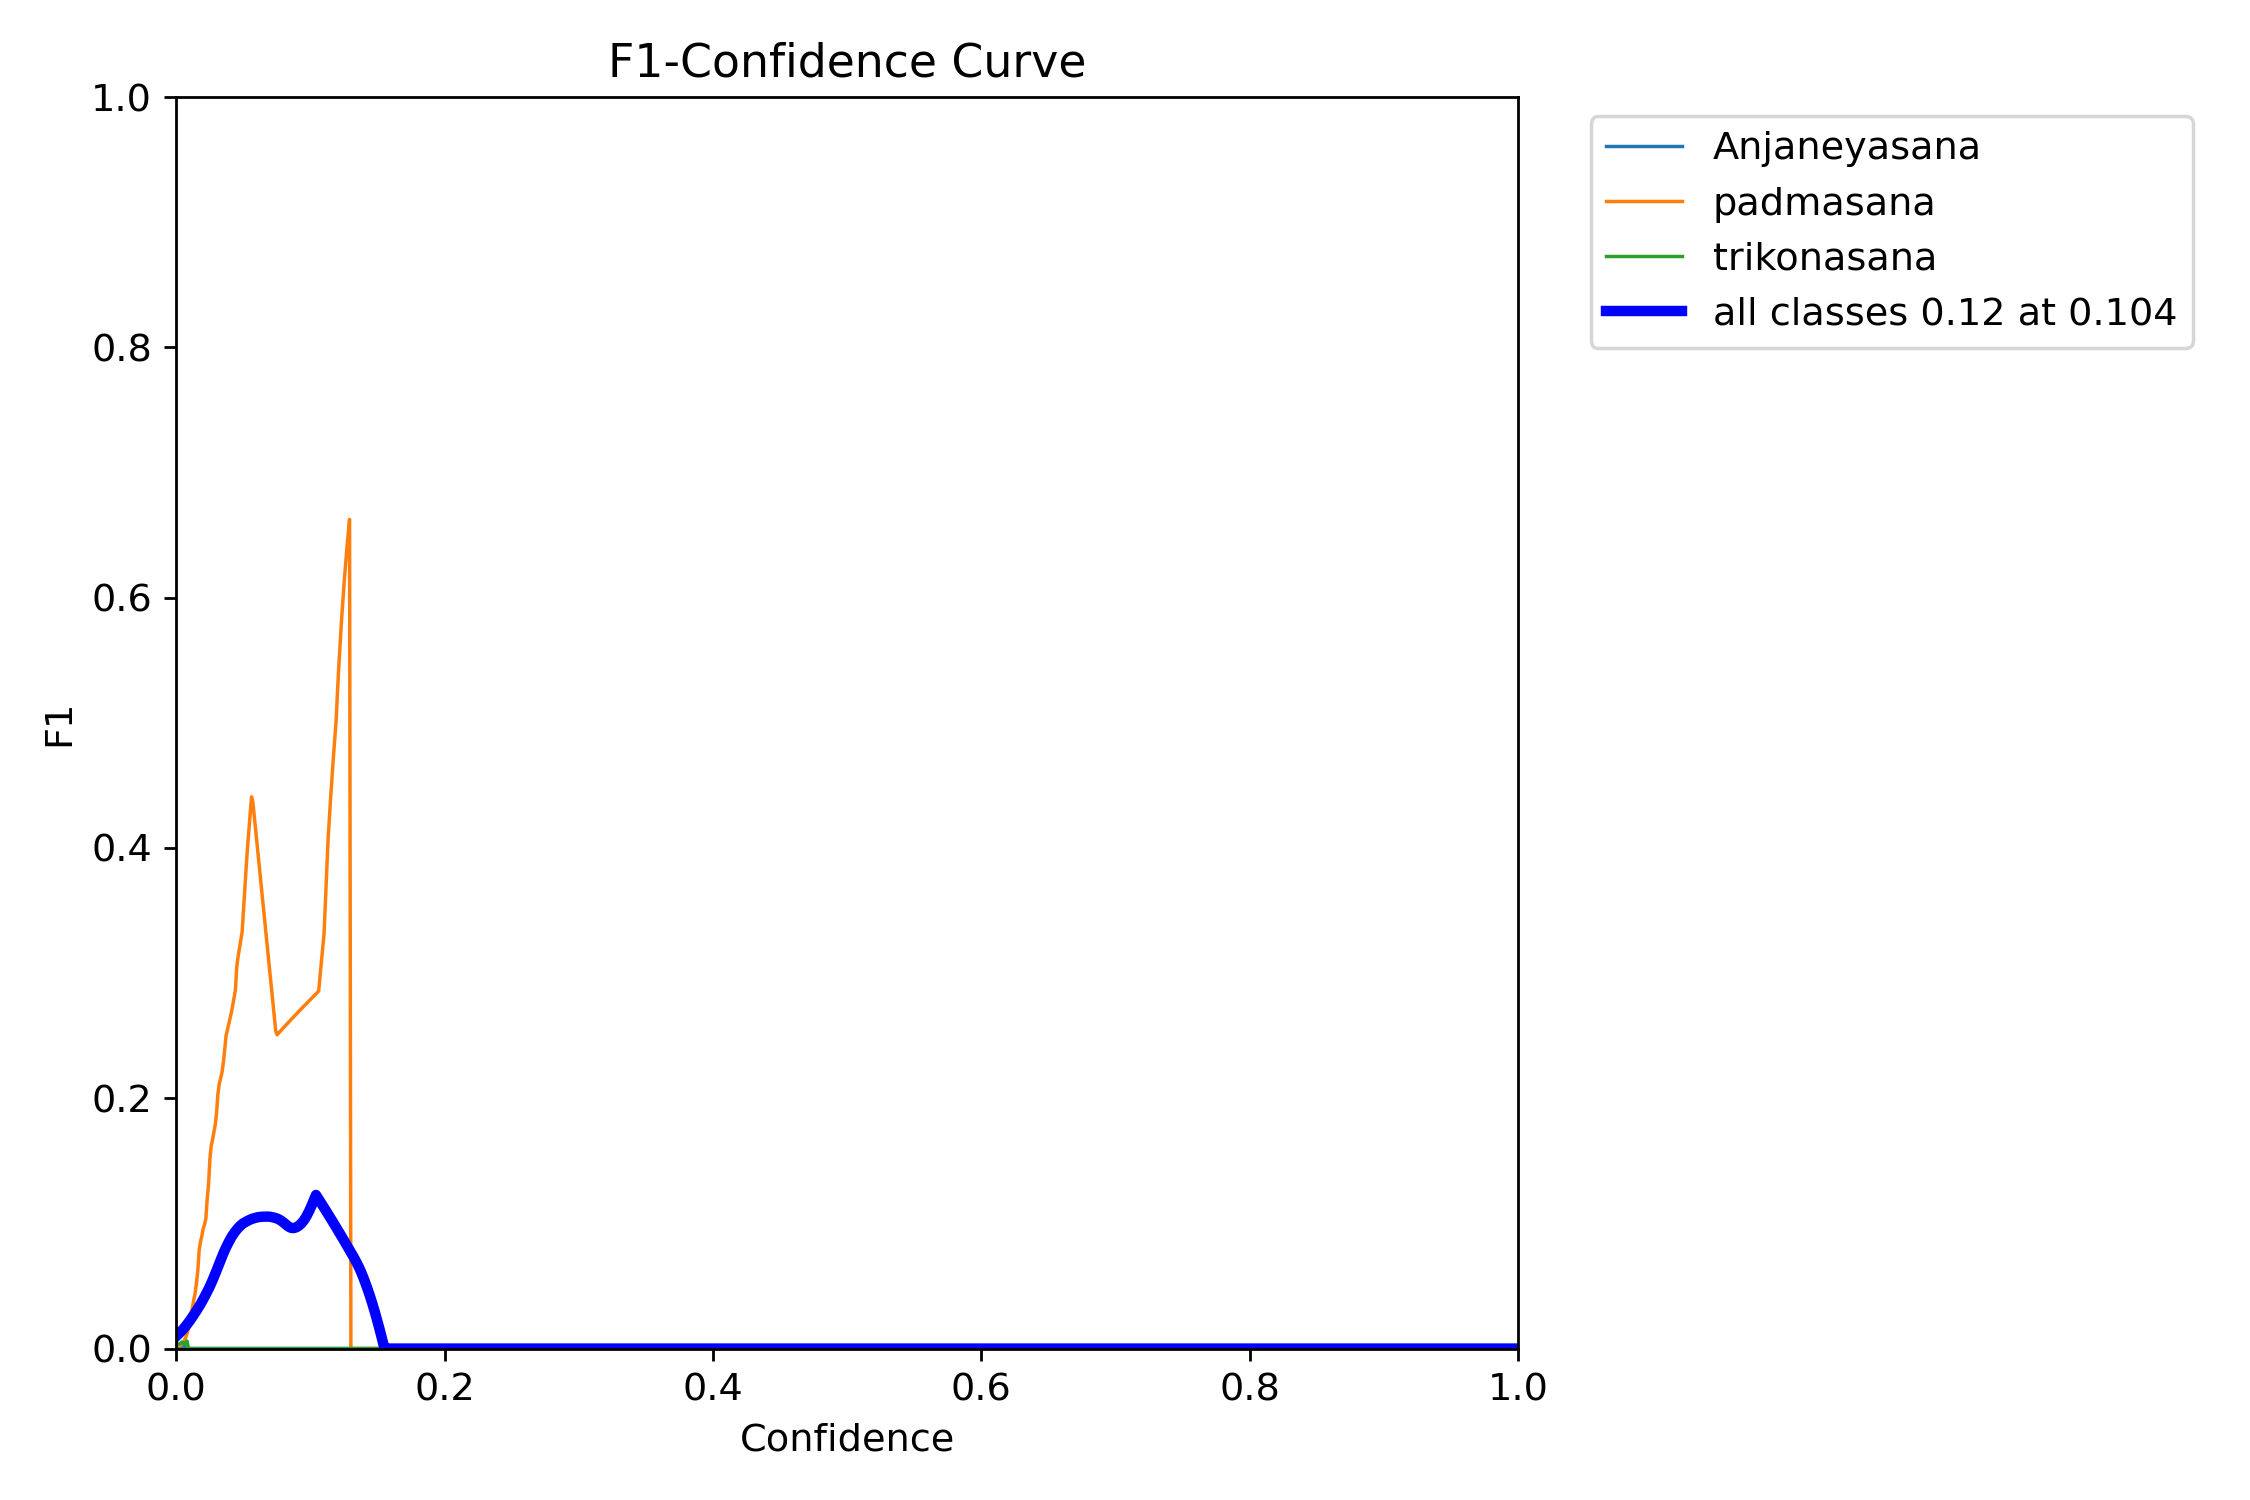 F1-Confidence Curve
1.0
0.8
0.6
0.4
0.2
0.0
F1
0.0 0.2 0.4 0.6 0.8 1.0
Confidence
Anjaneyasana
padmasana
trikonasana
all classes 0.12 at 0.104